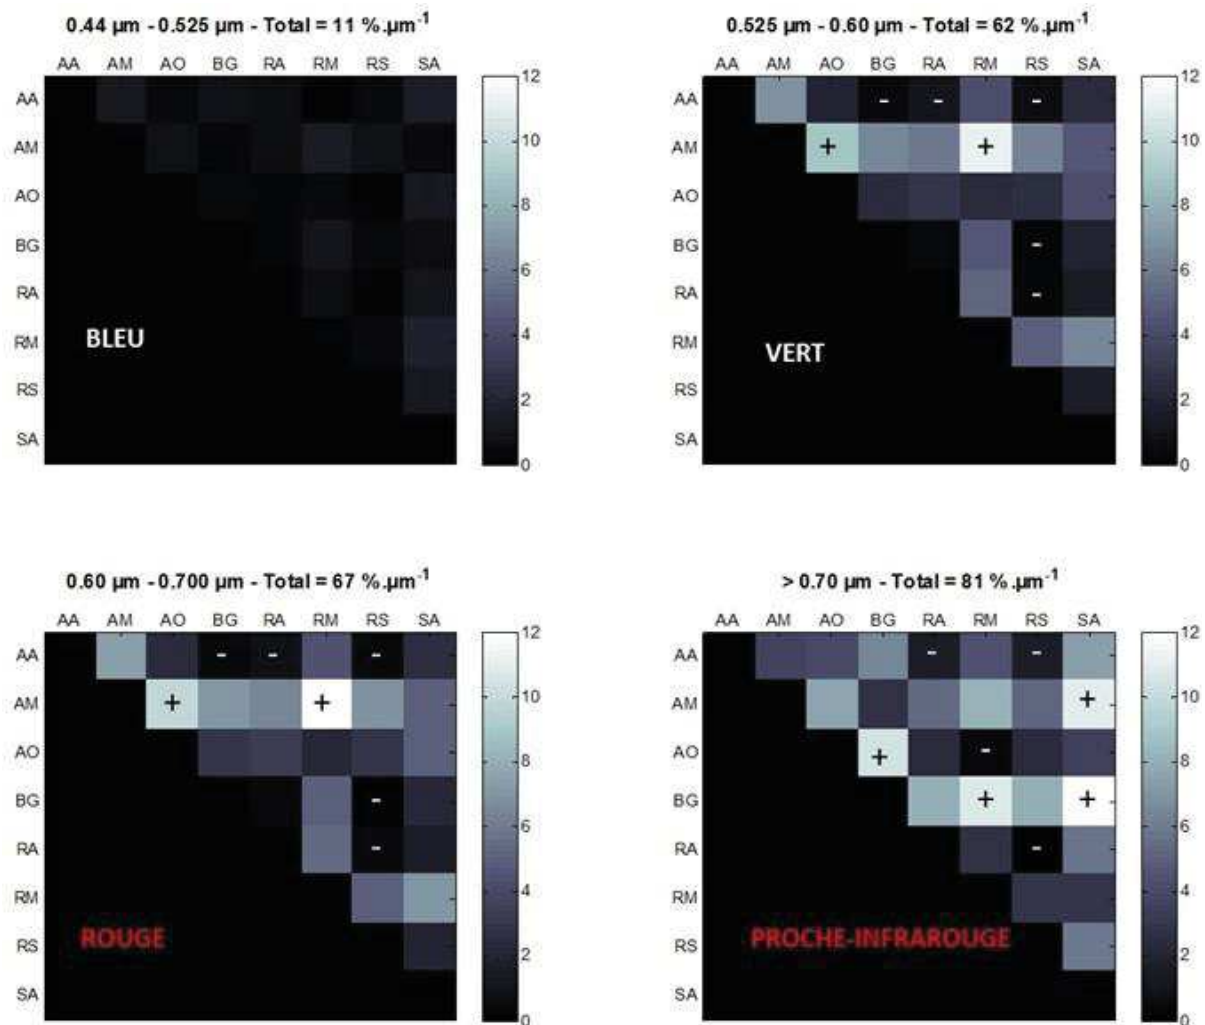 0.44 µm - 0.525 µm - Total = 11 %.µm⁻¹
AA AM AO BG RA RM RS SA
AA
AM
AO
BG
RA
RM
RS
SA
BLEU
12
10
8
6
4
2
0
0.525 µm - 0.60 µm - Total = 62 %.µm⁻¹
AA AM AO BG RA RM RS SA
AA - - -
AM + +
AO
BG -
RA -
RM
RS
SA
VERT
12
10
8
6
4
2
0
0.60 µm - 0.700 µm - Total = 67 %.µm⁻¹
AA AM AO BG RA RM RS SA
AA - - -
AM + +
AO
BG -
RA -
RM
RS
SA
ROUGE
12
10
8
6
4
2
0
> 0.70 µm - Total = 81 %.µm⁻¹
AA AM AO BG RA RM RS SA
AA - -
AM +
AO + -
BG + +
RA -
RM
RS
SA
PROCHE-INFRAROUGE
12
10
8
6
4
2
0